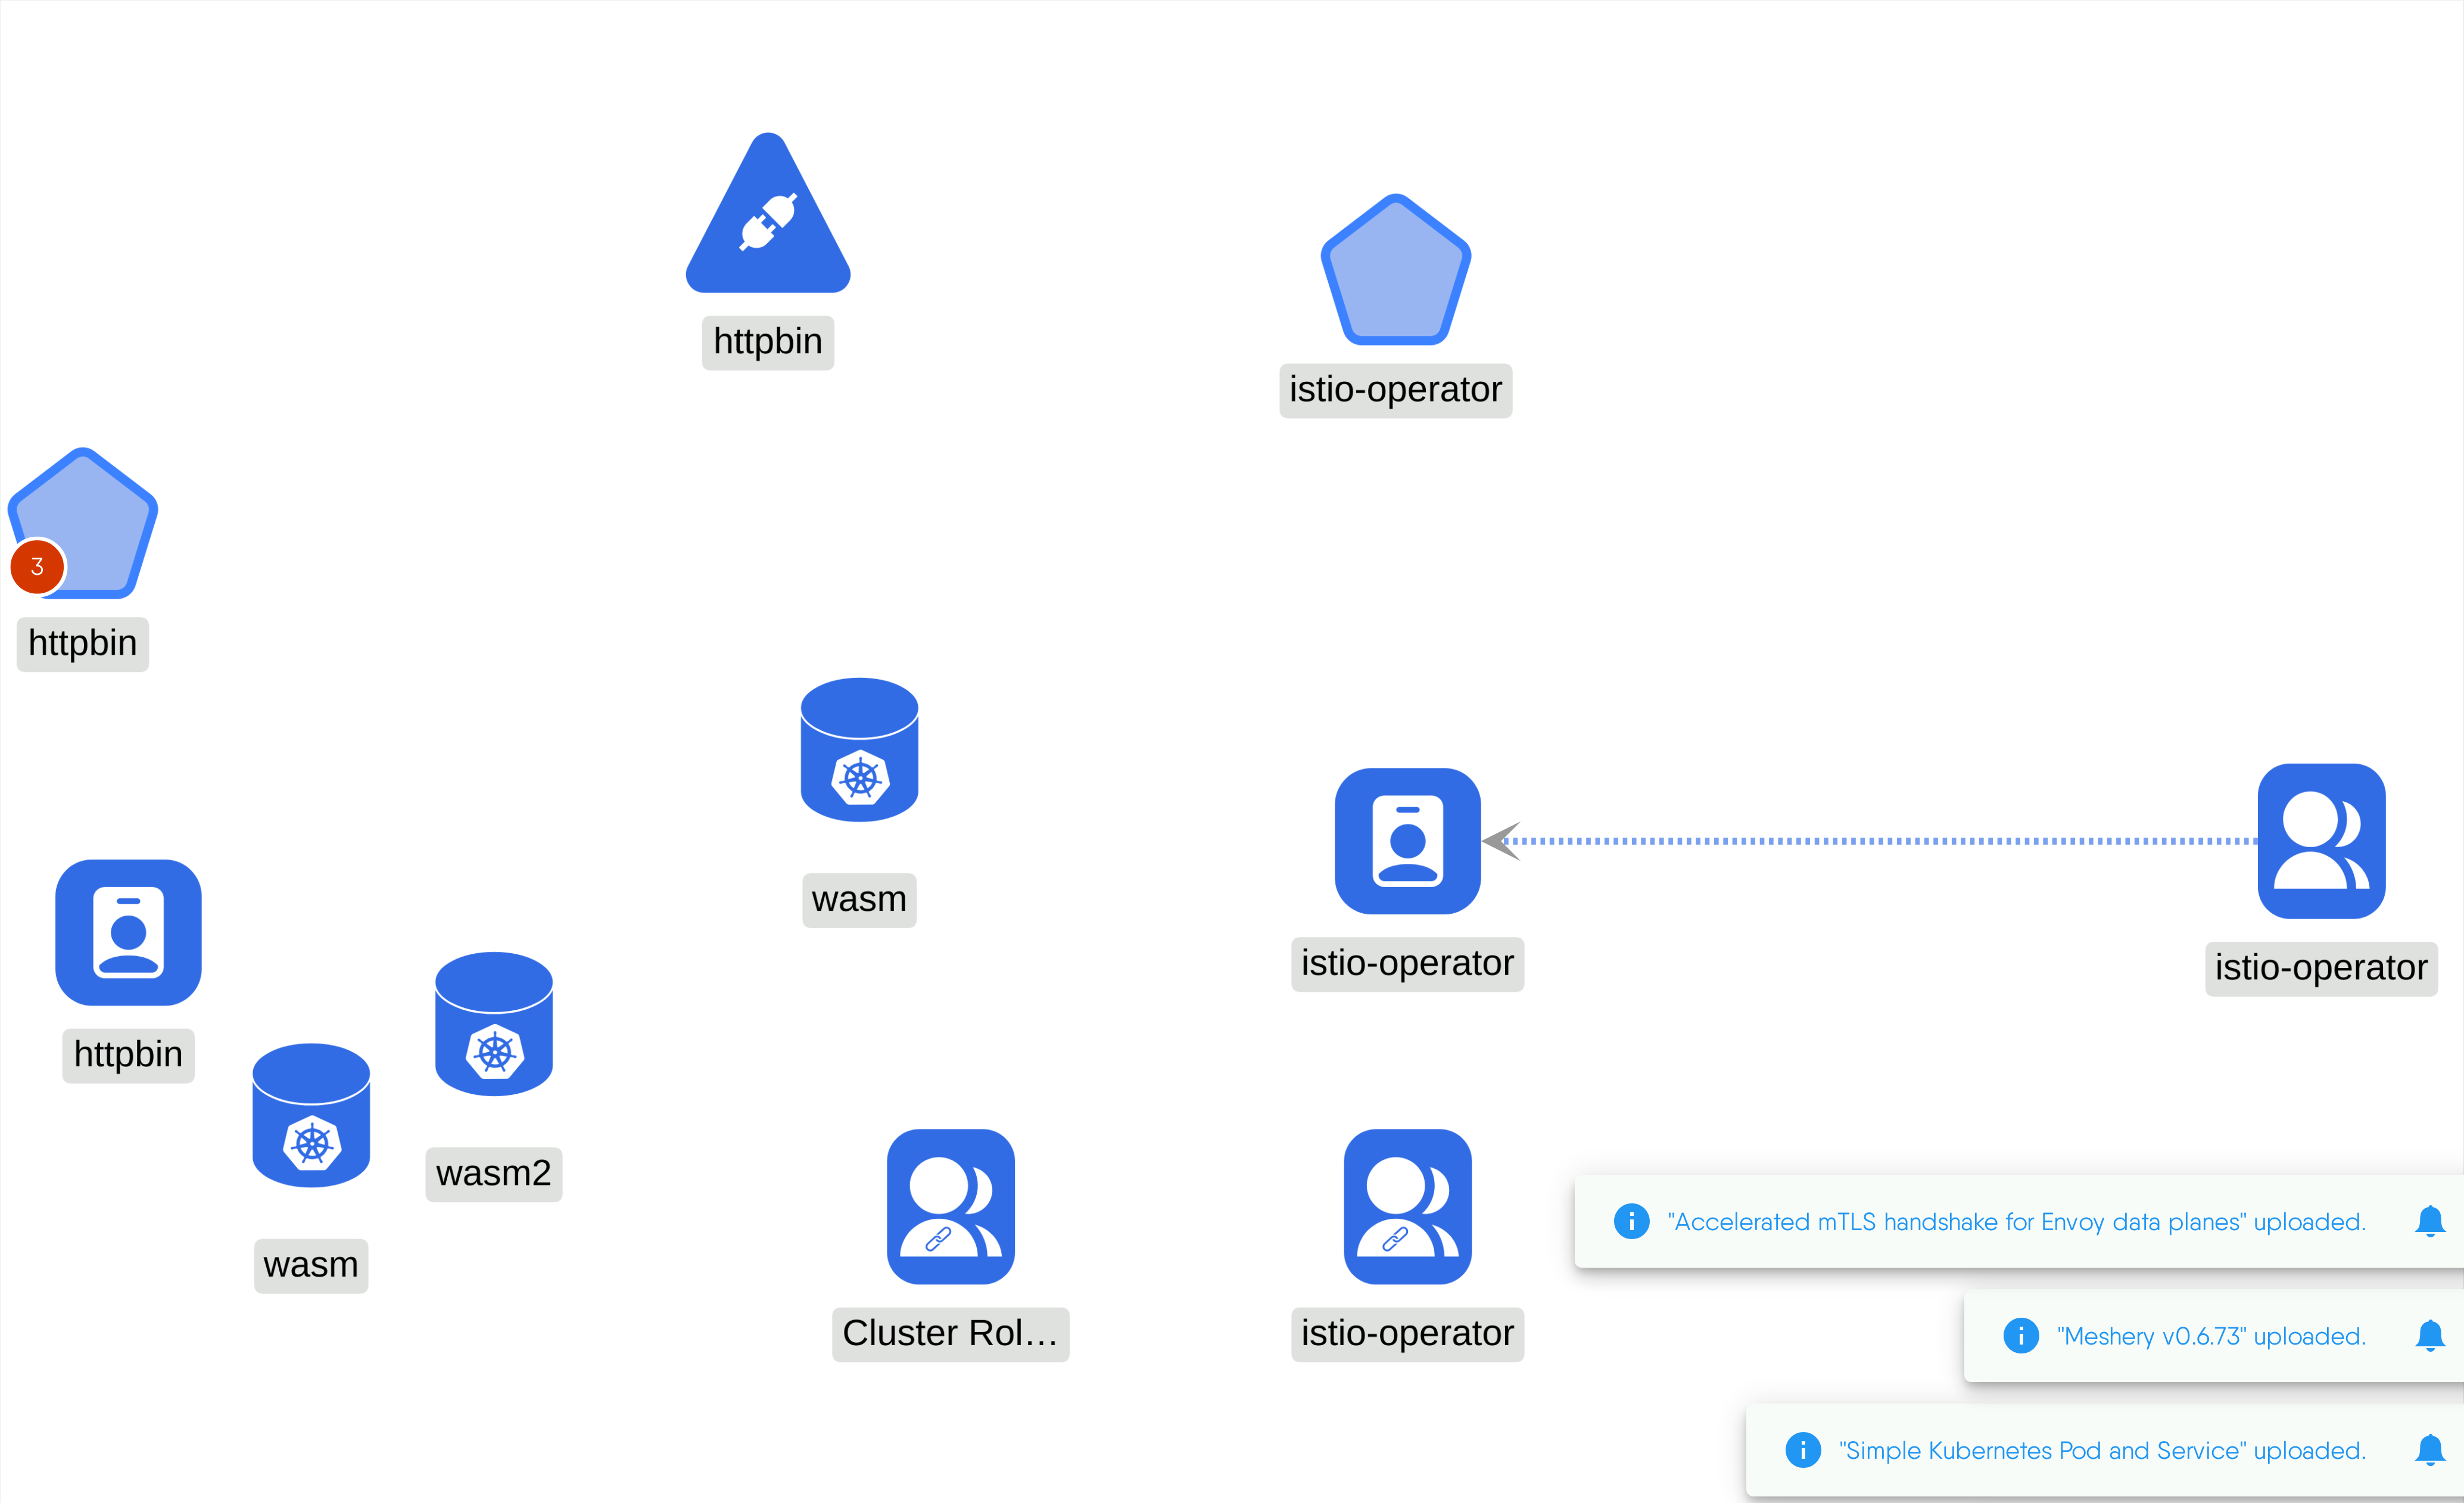 httpbin
istio-operator
3
httpbin
wasm
istio-operator
istio-operator
httpbin
wasm2
wasm
Cluster Rol...
istio-operator
"Accelerated mTLS handshake for Envoy data planes" uploaded.
"Meshery v0.6.73" uploaded.
"Simple Kubernetes Pod and Service" uploaded.